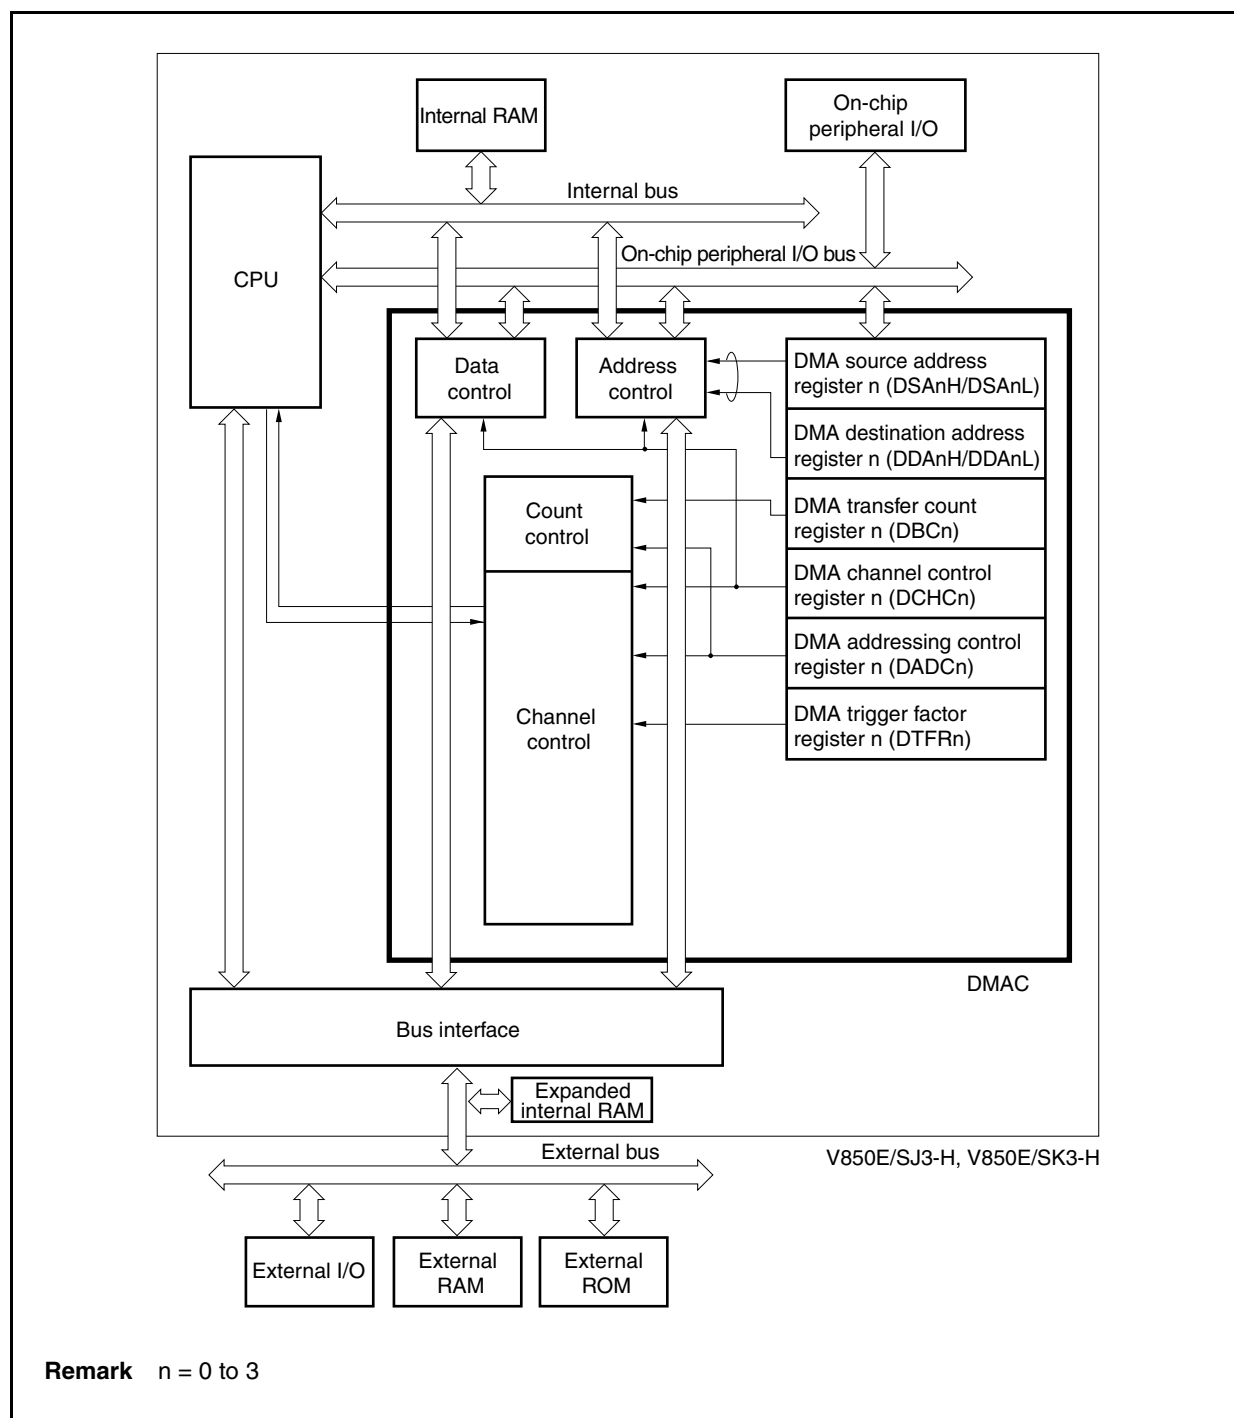 Internal RAM
On-chip
peripheral I/O
Internal bus
On-chip peripheral I/O bus
CPU
Data
control
Address
control
DMA source address
register n (DSAnH/DSAnL)
DMA destination address
register n (DDAnH/DDAnL)
Count
control
DMA transfer count
register n (DBCn)
DMA channel control
register n (DCHCn)
DMA addressing control
register n (DADCn)
Channel
control
DMA trigger factor
register n (DTFRn)
DMAC
Bus interface
Expanded
internal RAM
External bus
V850E/SJ3-H, V850E/SK3-H
External I/O
External
RAM
External
ROM
Remark n = 0 to 3